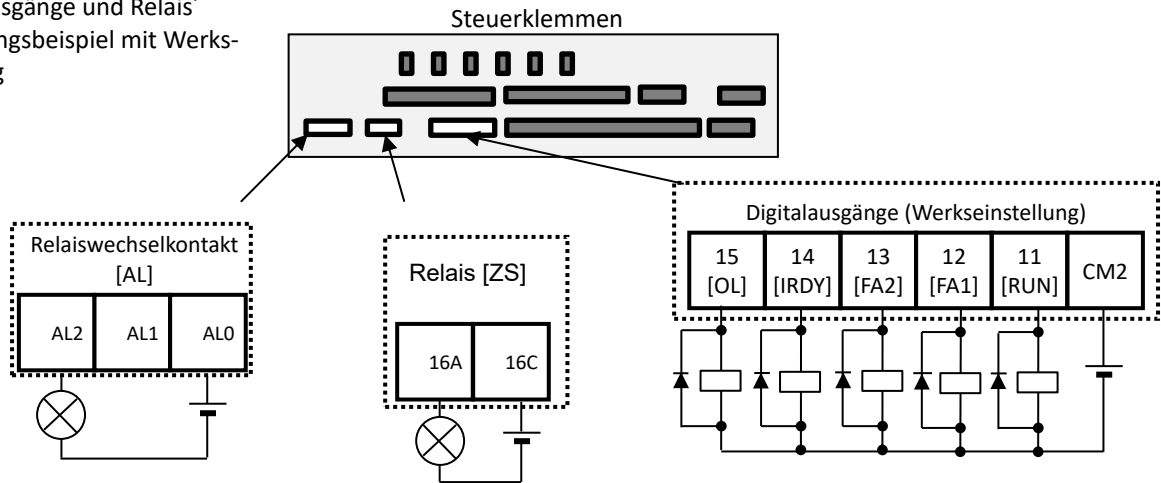 sgänge und Relais'
ngsbeispiel mit Werks-
g
Steuerklemmen
Relaiswechselkontakt
[AL]
AL2 AL1 AL0
Relais [ZS]
16A 16C
Digitalausgänge (Werkseinstellung)
15 14 13 12 11 CM2
[OL] [IRDY] [FA2] [FA1] [RUN]